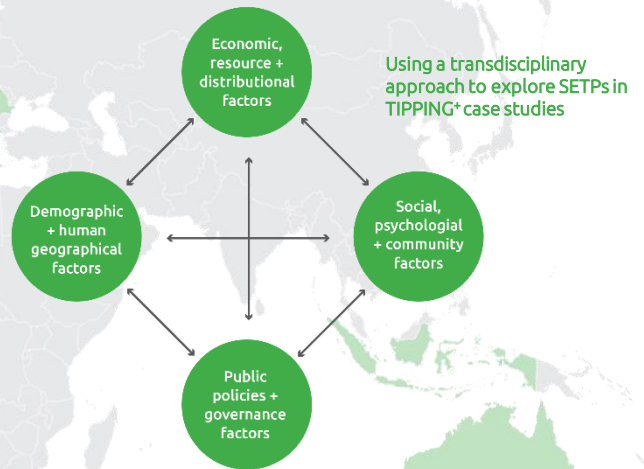 Economic,
resource +
distributional
factors
Using a transdisciplinary
approach to explore SETPs in
TIPPING⁺ case studies
Demographic
+ human
geographical
factors
Social,
psychologial
+ community
factors
Public
policies +
governance
factors